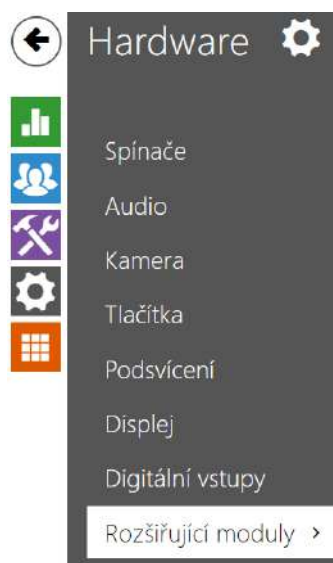 Hardware
Spínače
Audio
Kamera
Tlačítka
Podsvícení
Displej
Digitální vstupy
Rozšiřující moduly